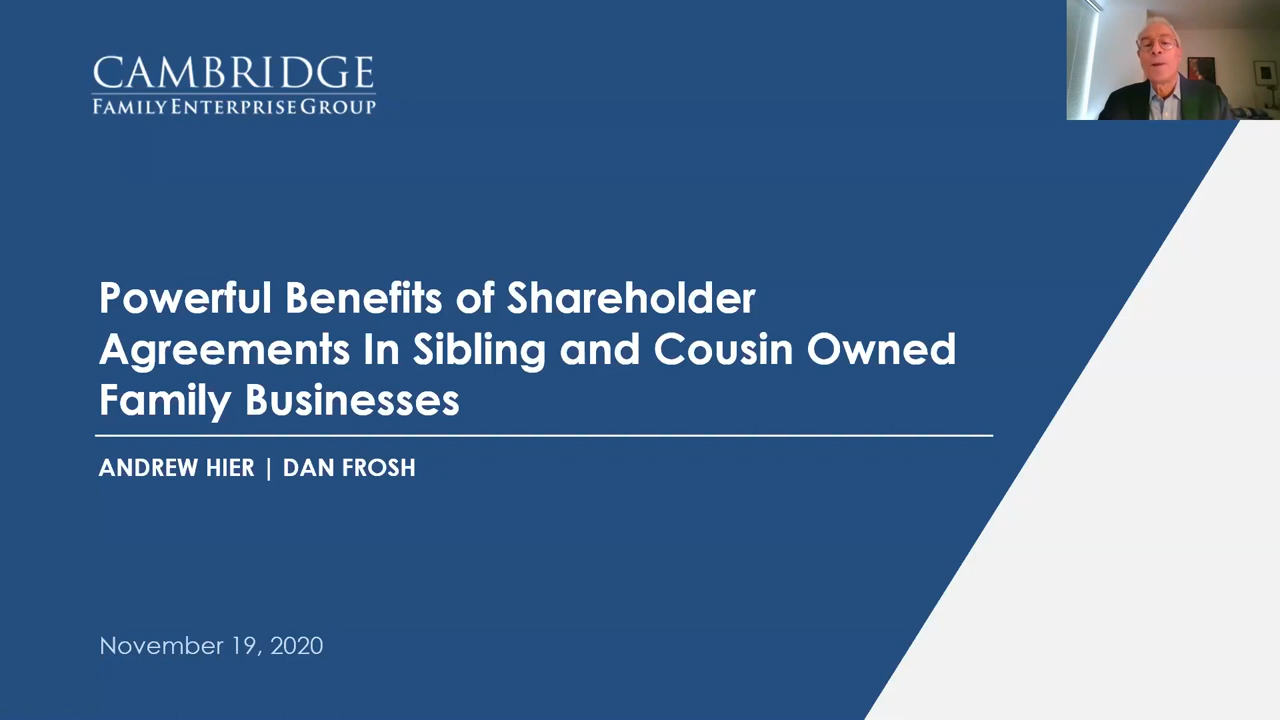 CAMBRIDGE
FAMILY ENTERPRISE GROUP
Powerful Benefits of Shareholder
Agreements In Sibling and Cousin Owned
Family Businesses
ANDREW HIER | DAN FROSH
November 19, 2020